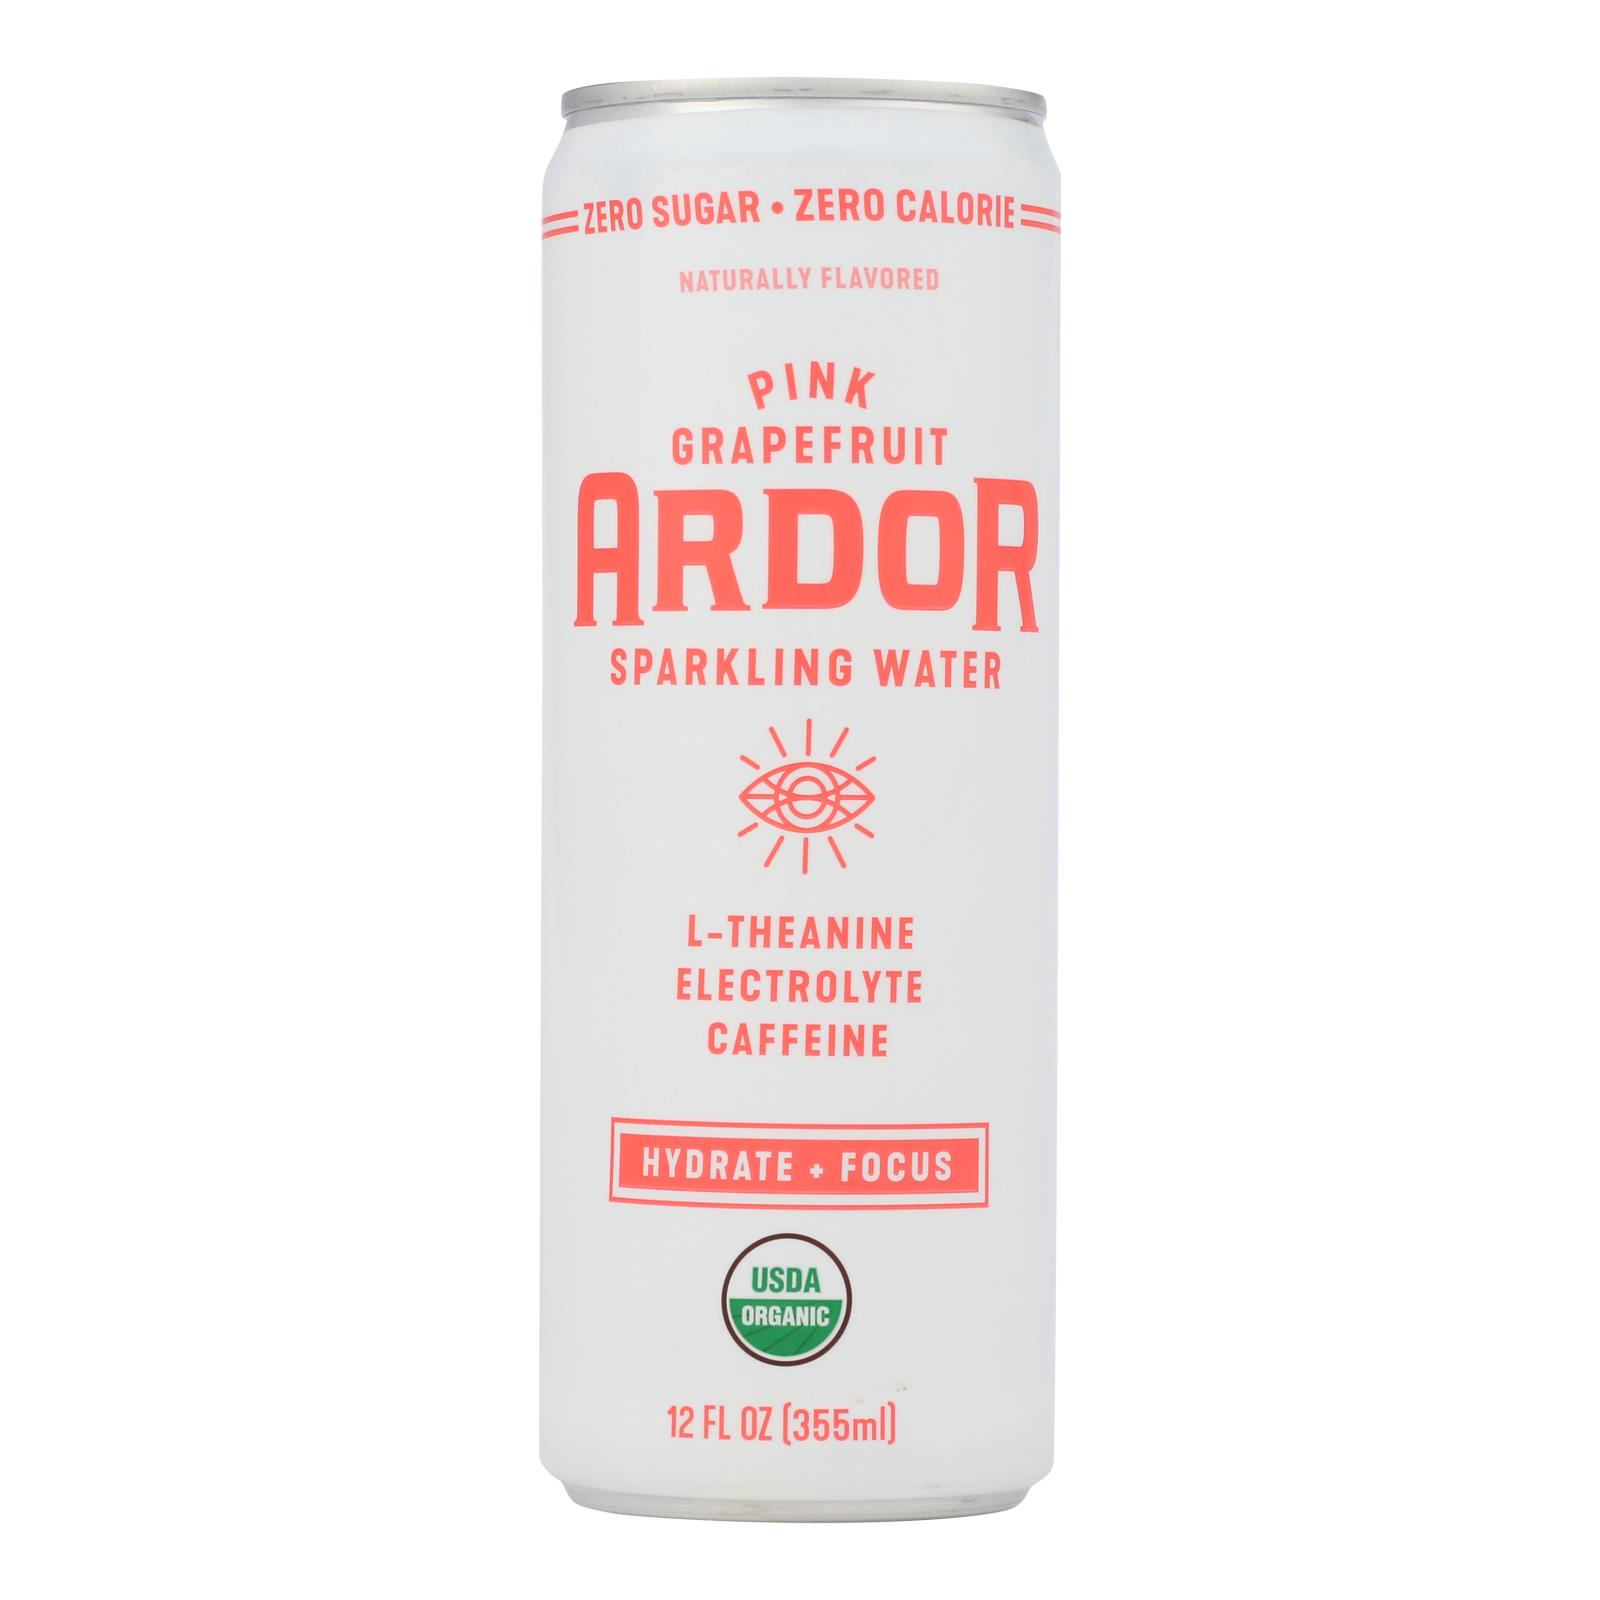 ZERO SUGAR • ZERO CALORIE
NATURALLY FLAVORED
PINK
GRAPEFRUIT
ARDOR
SPARKLING WATER
L-THEANINE
ELECTROLYTE
CAFFEINE
HYDRATE + FOCUS
USDA
ORGANIC
12 FL OZ (355ml)